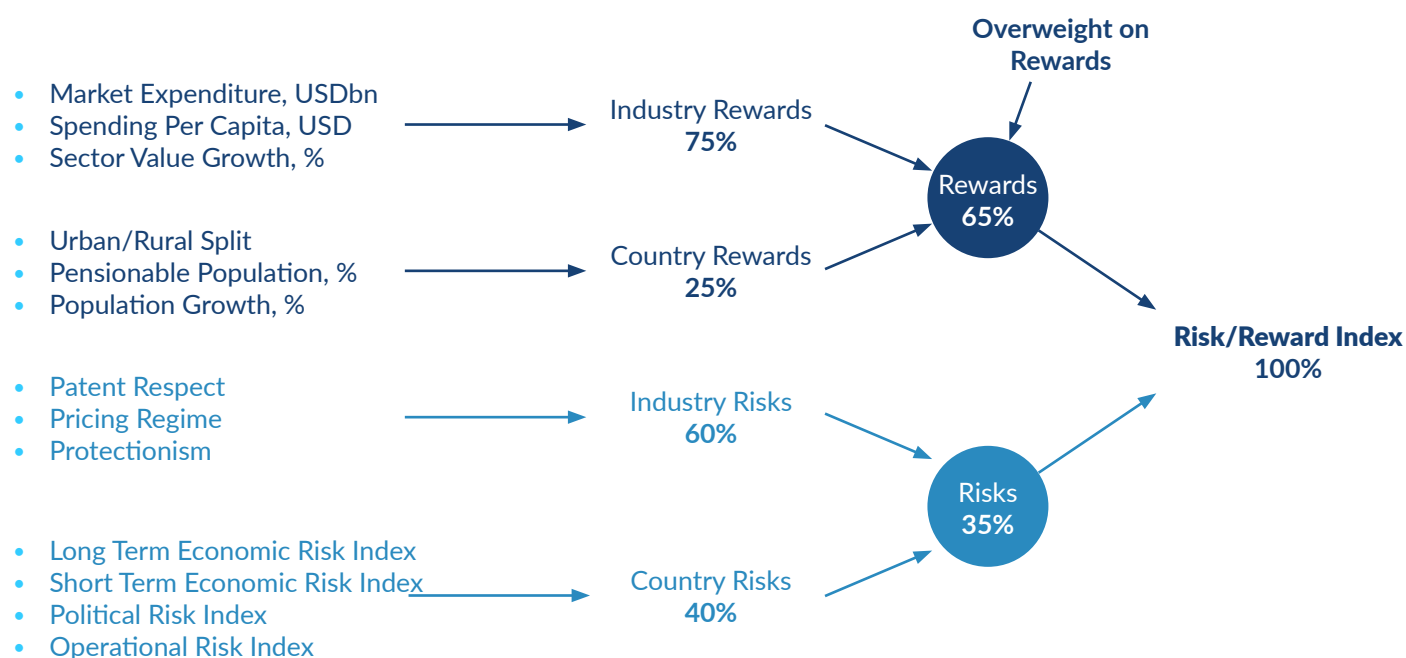 Overweight on
Rewards
• Market Expenditure, USDbn
• Spending Per Capita, USD
• Sector Value Growth, %
Industry Rewards
75%
Rewards
65%
• Urban/Rural Split
• Pensionable Population, %
• Population Growth, %
Country Rewards
25%
Risk/Reward Index
100%
• Patent Respect
• Pricing Regime
• Protectionism
Industry Risks
60%
Risks
35%
• Long Term Economic Risk Index
• Short Term Economic Risk Index
• Political Risk Index
• Operational Risk Index
Country Risks
40%